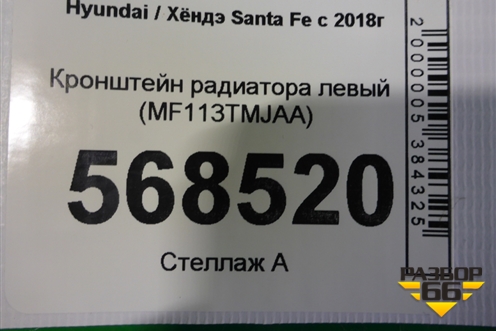 Hyundai / Хёндэ Santa Fe с 2018г
Кронштейн радиатора левый
(MF113TMJAA)
568520
Стеллаж А
2000005384325
РАЗБОР
66